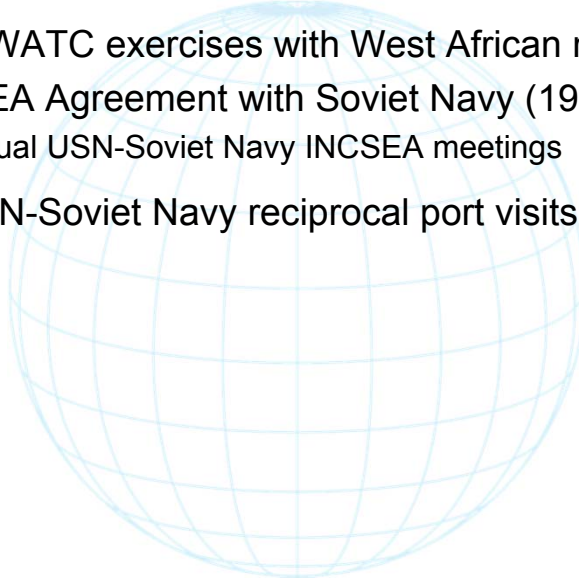 WATC exercises with West African
EA Agreement with Soviet Navy (19
ual USN-Soviet Navy INCSEA meetings
N-Soviet Navy reciprocal port visits